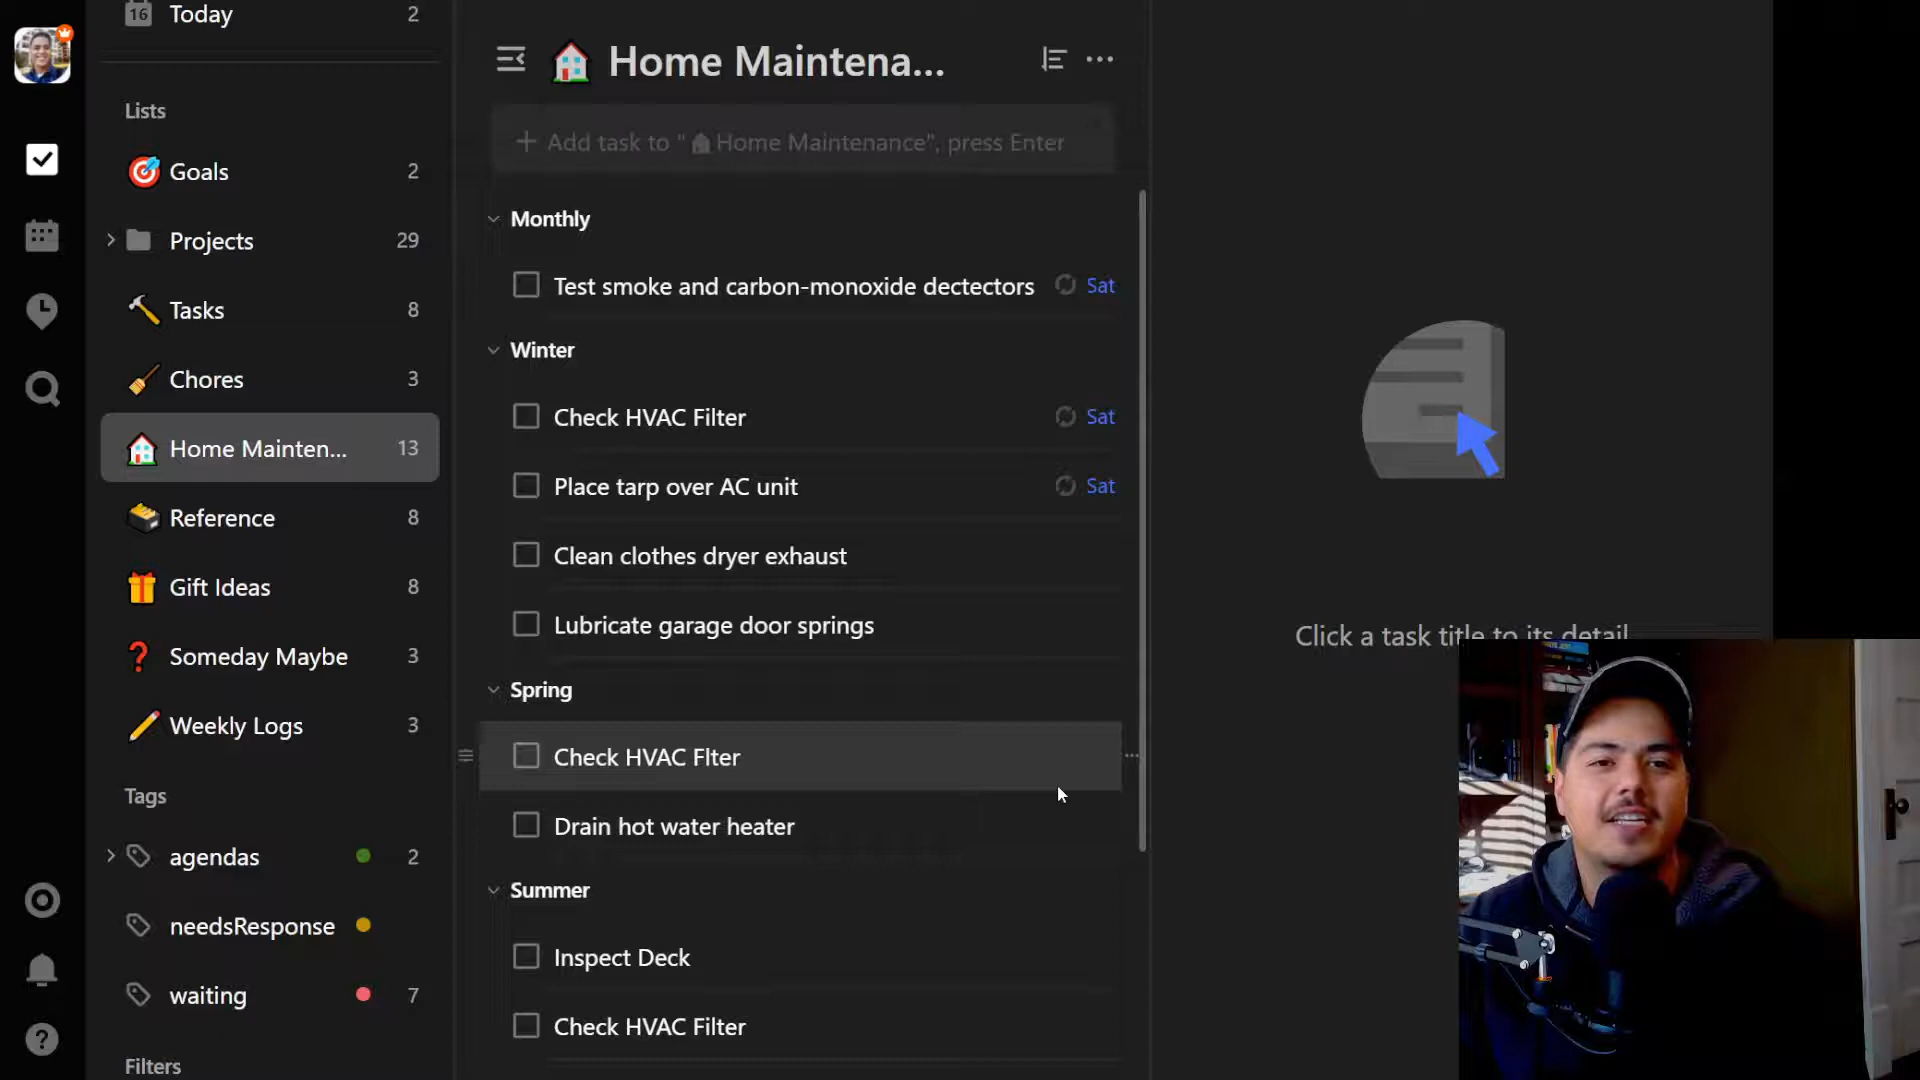 16 Today 2
Lists
Goals 2
Projects 29
Tasks 8
Chores 3
Home Mainten... 13
Reference 8
Gift Ideas 8
Someday Maybe 3
Weekly Logs 3
Tags
agendas 2
needsResponse
waiting 7
Filters
Home Maintena...
+ Add task to "🏠Home Maintenance", press Enter
Monthly
Test smoke and carbon-monoxide dectectors Sat
Winter
Check HVAC Filter Sat
Place tarp over AC unit Sat
Clean clothes dryer exhaust
Lubricate garage door springs
Spring
Check HVAC Flter
Drain hot water heater
Summer
Inspect Deck
Check HVAC Filter
Click a task title to its detail